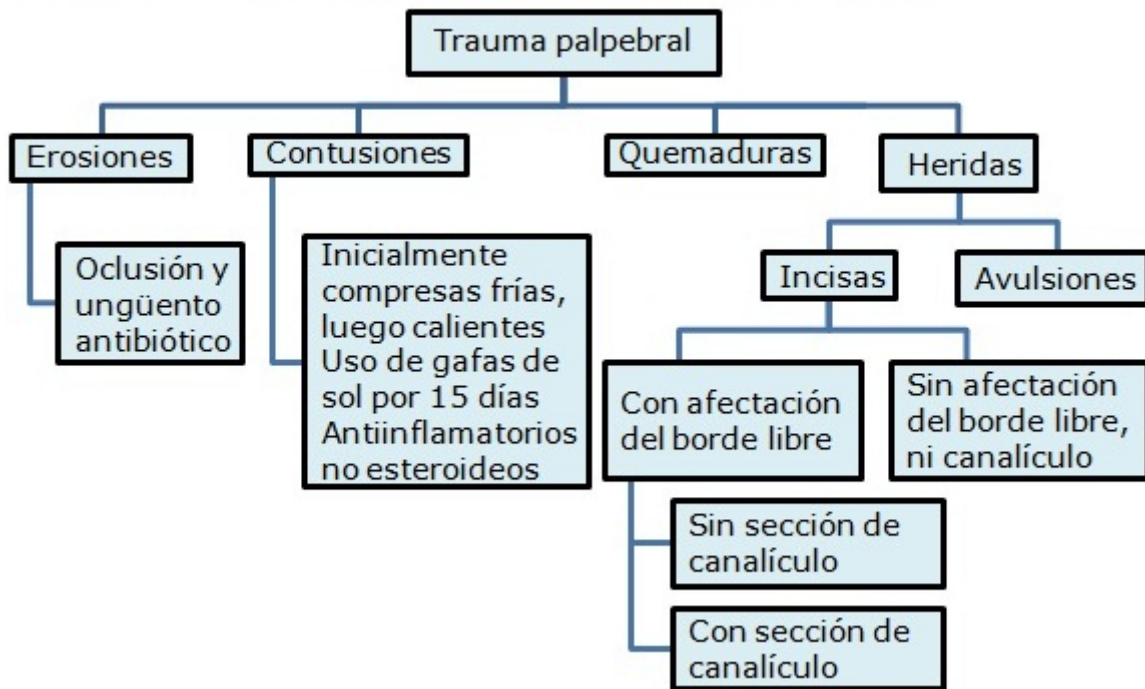 Trauma palpebral
Erosiones
Contusiones
Quemaduras
Heridas
Oclusión y
ungüento
antibiótico
Inicialmente
compresas frías,
luego calientes
Uso de gafas de
sol por 15 días
Antiinflamatorios
no esteroideos
Incisas
Avulsiones
Con afectación
del borde libre
Sin afectación
del borde libre,
ni canalículo
Sin sección de
canalículo
Con sección de
canalículo